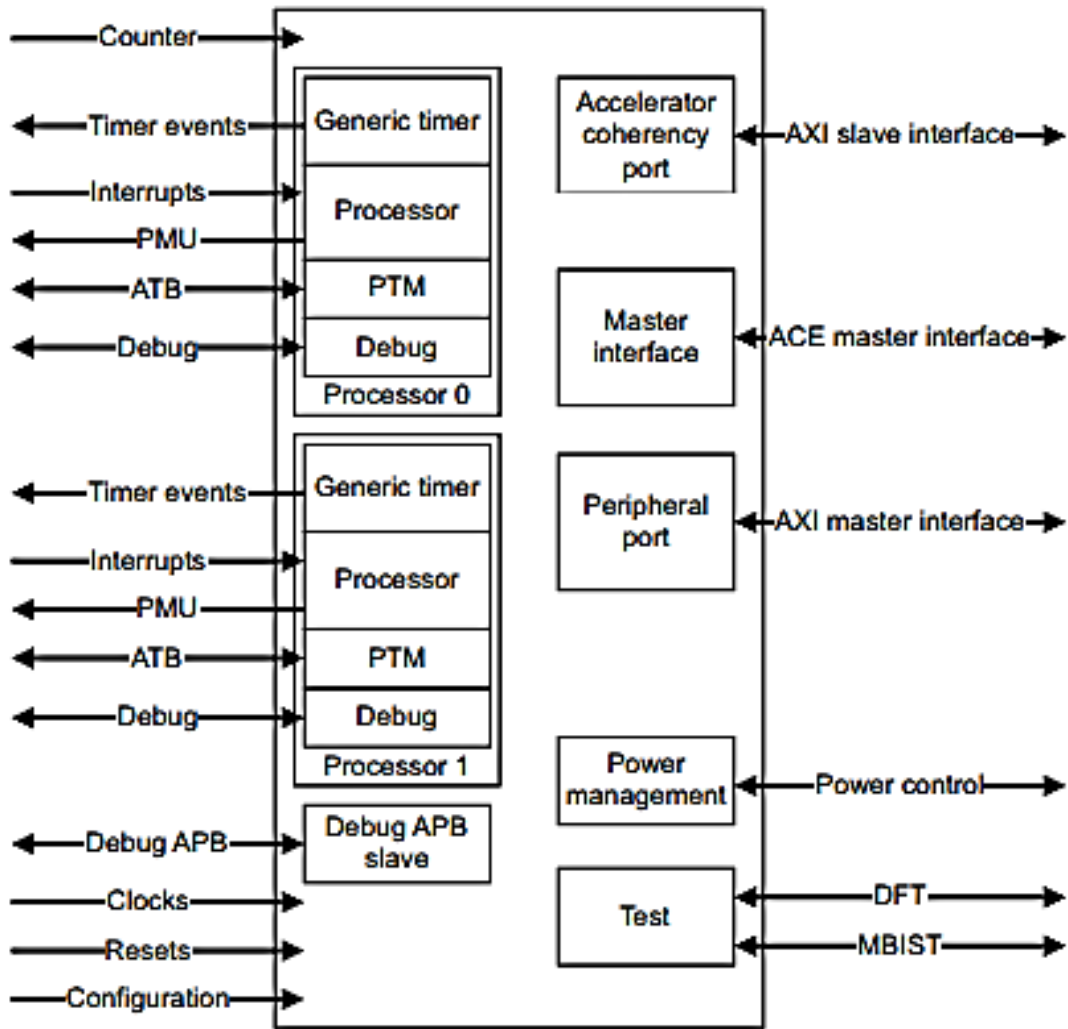 Counter
Timer events
Interrupts
PMU
ATB
Debug
Generic timer
Processor
PTM
Debug
Processor 0
Timer events
Interrupts
PMU
ATB
Debug
Generic timer
Processor
PTM
Debug
Processor 1
Debug APB
Debug APB
slave
Clocks
Resets
Configuration
Accelerator
coherency
port
AXI slave interface
Master
interface
ACE master interface
Peripheral
port
AXI master interface
Power
management
Power control
Test
DFT
MBIST